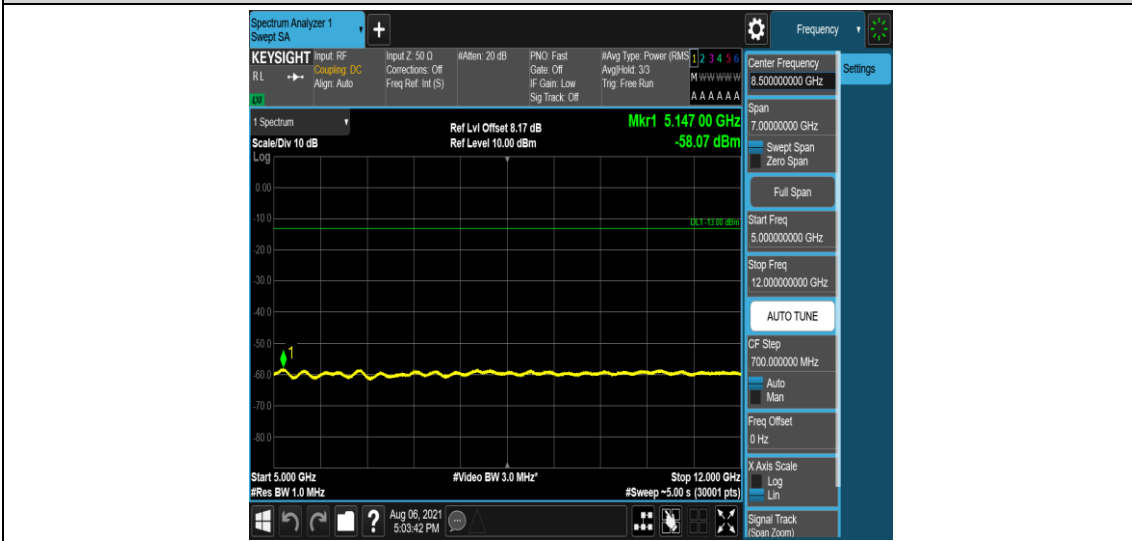 Spectrum Analyzer 1
Swept SA
Frequency
KEYSIGHT
RL
LXI
Input: RF
Coupling: DC
Align: Auto
Input Z: 50 Ω
Corrections: Off
Freq Ref: Int (S)
#Atten: 20 dB
PNO: Fast
Gate: Off
IF Gain: Low
Sig Track: Off
#Avg Type: Power (RMS
Avg|Hold: 3/3
Trig: Free Run
1 2 3 4 5 6
M W W W W W
A A A A A A
1 Spectrum
Scale/Div 10 dB
Log
Ref Lvl Offset 8.17 dB
Ref Level 10.00 dBm
Mkr1 5.147 00 GHz
-58.07 dBm
0.00
-10.0
DL1 -13.00 dBm
-20.0
-30.0
-40.0
-50.0
1
-60.0
-70.0
-80.0
Start 5.000 GHz
#Res BW 1.0 MHz
#Video BW 3.0 MHz*
Stop 12.000 GHz
#Sweep ~5.00 s (30001 pts)
Aug 06, 2021
5:03:42 PM
Center Frequency
8.500000000 GHz
Settings
Span
7.00000000 GHz
Swept Span
Zero Span
Full Span
Start Freq
5.000000000 GHz
Stop Freq
12.000000000 GHz
AUTO TUNE
CF Step
700.000000 MHz
Auto
Man
Freq Offset
0 Hz
X Axis Scale
Log
Lin
Signal Track
(Span Zoom)